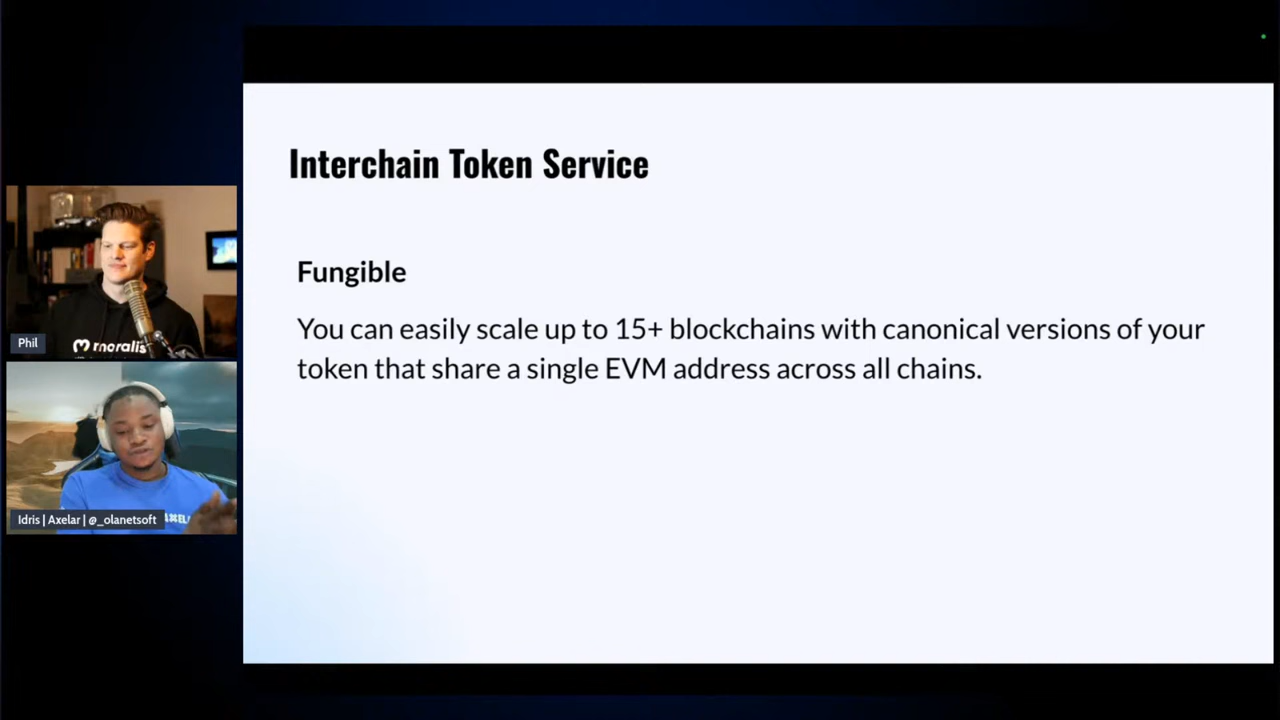 Interchain Token Service
Fungible
You can easily scale up to 15+ blockchains with canonical versions of your
token that share a single EVM address across all chains.
moralis
Phil
Idris | Axelar | @_olanetsoft